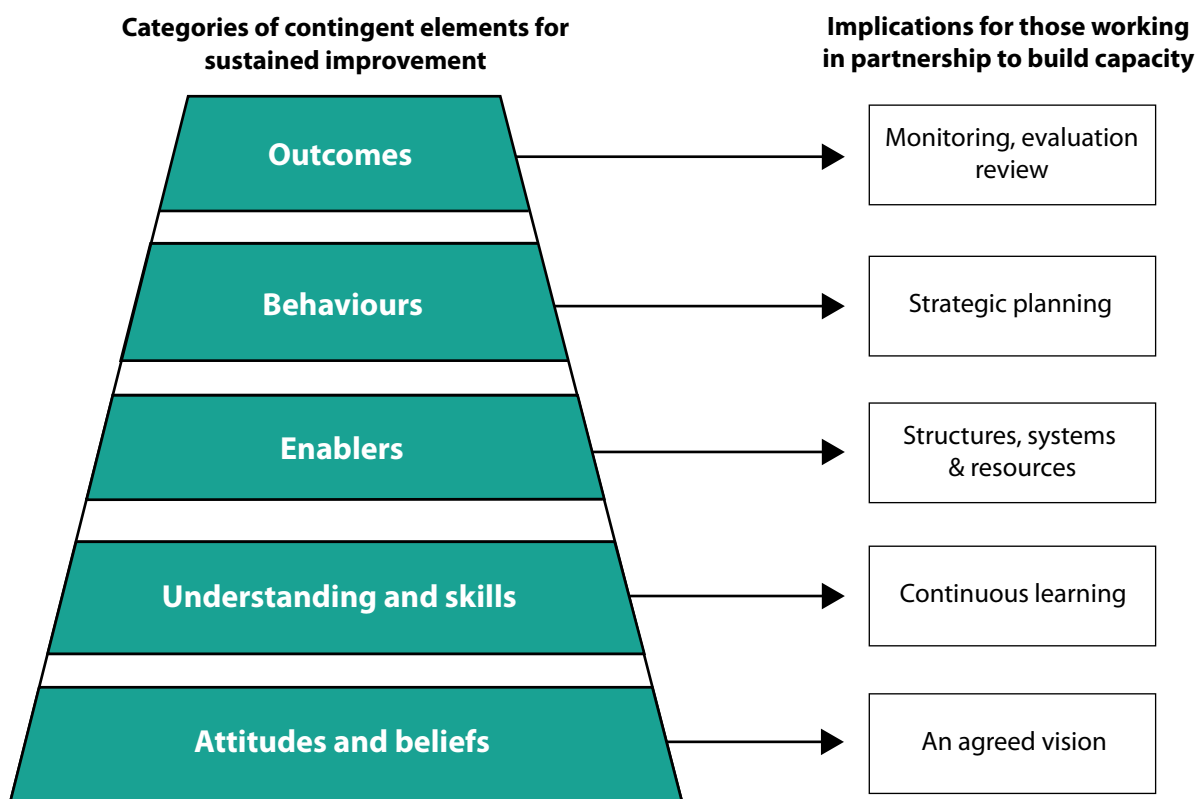 Categories of contingent elements for
sustained improvement
Implications for those working
in partnership to build capacity
Outcomes
Monitoring, evaluation
review
Behaviours
Strategic planning
Enablers
Structures, systems
& resources
Understanding and skills
Continuous learning
Attitudes and beliefs
An agreed vision